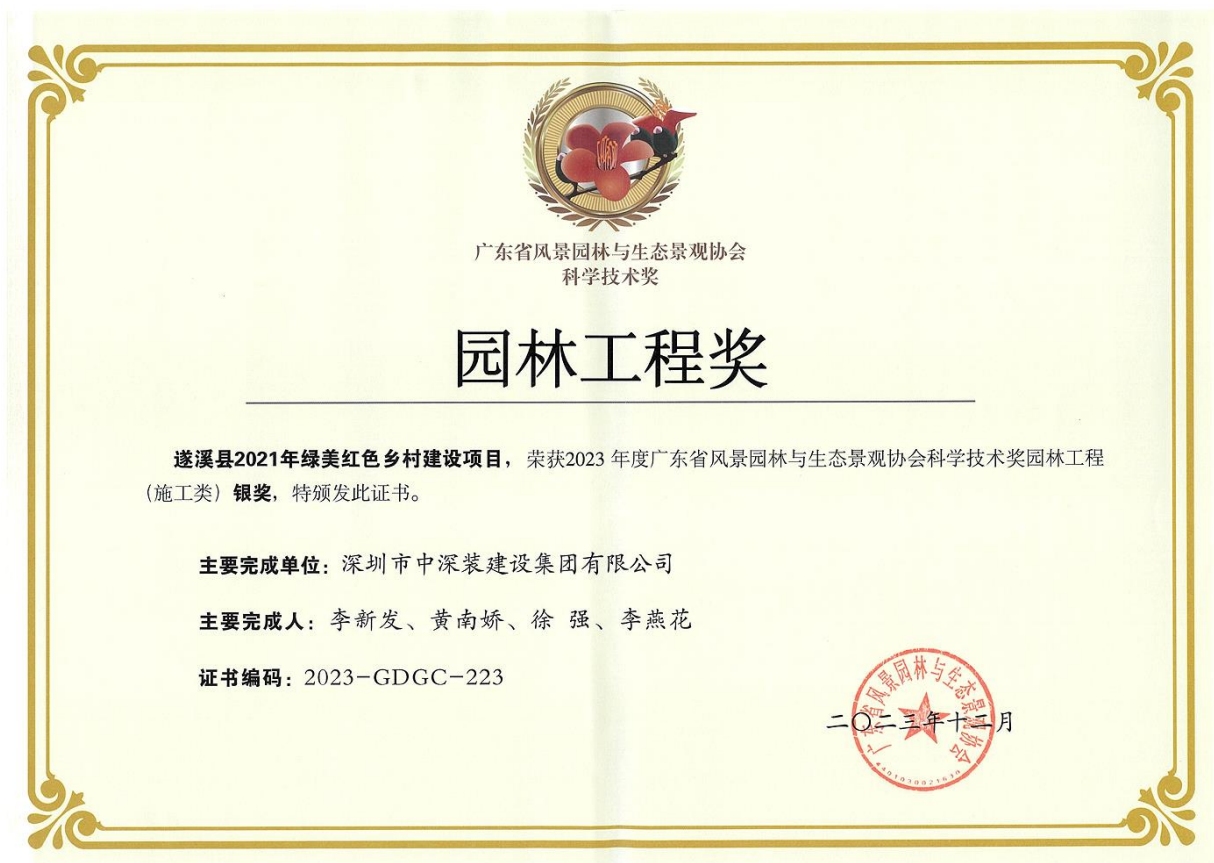 广东省风景园林与生态景观协会
科学技术奖
园林工程奖
遂溪县2021年绿美红色乡村建设项目，荣获2023 年度广东省风景园林与生态景观协会科学技术奖园林工程
（施工类）银奖，特颁发此证书。
主要完成单位：深圳市中深装建设集团有限公司
主要完成人：李新发、黄南娇、徐 强、李燕花
证书编码：2023-GDGC-223
广东省风景园林与生态景观协会
二〇二三年十二月